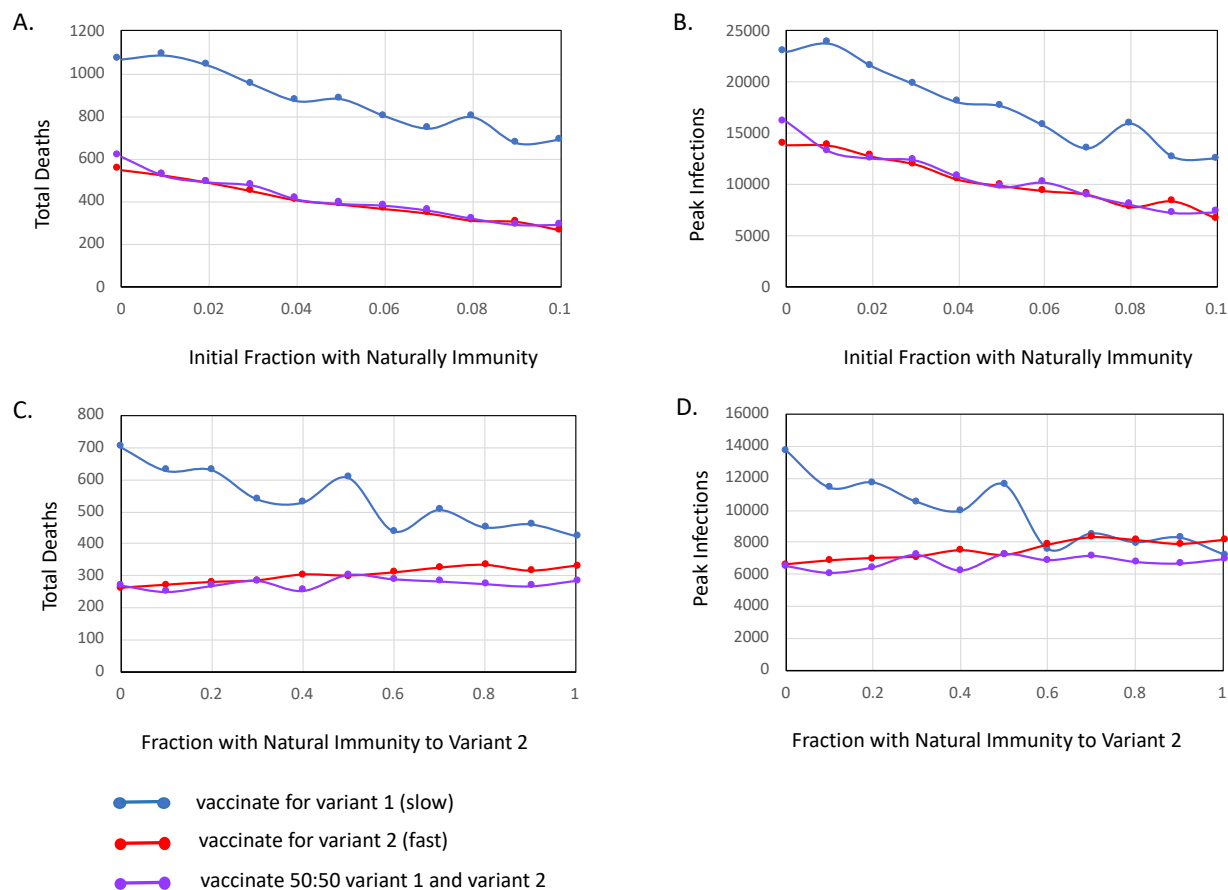 A.
1200
1000
800
600
400
200
0
Total Deaths
0 0.02 0.04 0.06 0.08 0.1
Initial Fraction with Naturally Immunity
B.
25000
20000
15000
10000
5000
0
Peak Infections
0 0.02 0.04 0.06 0.08 0.1
Initial Fraction with Naturally Immunity
C.
800
700
600
500
400
300
200
100
0
Total Deaths
0 0.2 0.4 0.6 0.8 1
Fraction with Natural Immunity to Variant 2
D.
16000
14000
12000
10000
8000
6000
4000
2000
0
Peak Infections
0 0.2 0.4 0.6 0.8 1
Fraction with Natural Immunity to Variant 2
vaccinate for variant 1 (slow)
vaccinate for variant 2 (fast)
vaccinate 50:50 variant 1 and variant 2